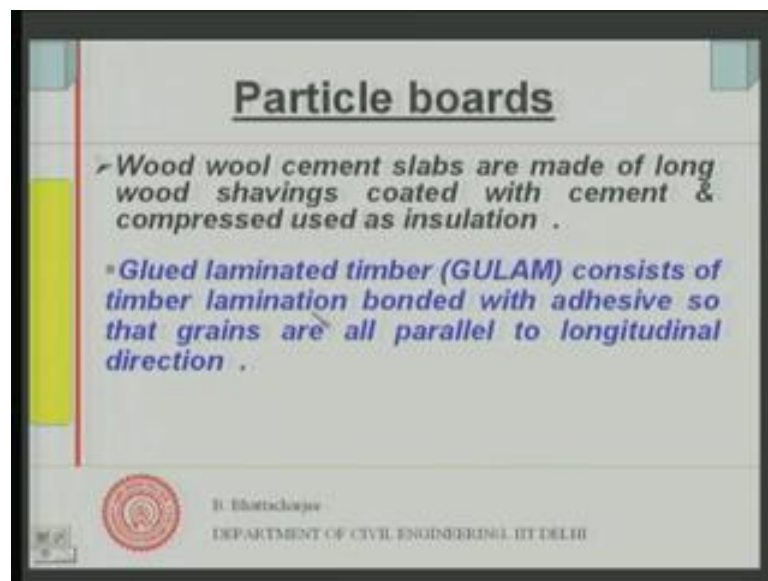 Particle boards
➢Wood wool cement slabs are made of long
wood shavings coated with cement &
compressed used as insulation .
▪Glued laminated timber (GULAM) consists of
timber lamination bonded with adhesive so
that grains are all parallel to longitudinal
direction .
B. Bhattacharjee
DEPARTMENT OF CIVIL ENGINEERING, IIT DELHI